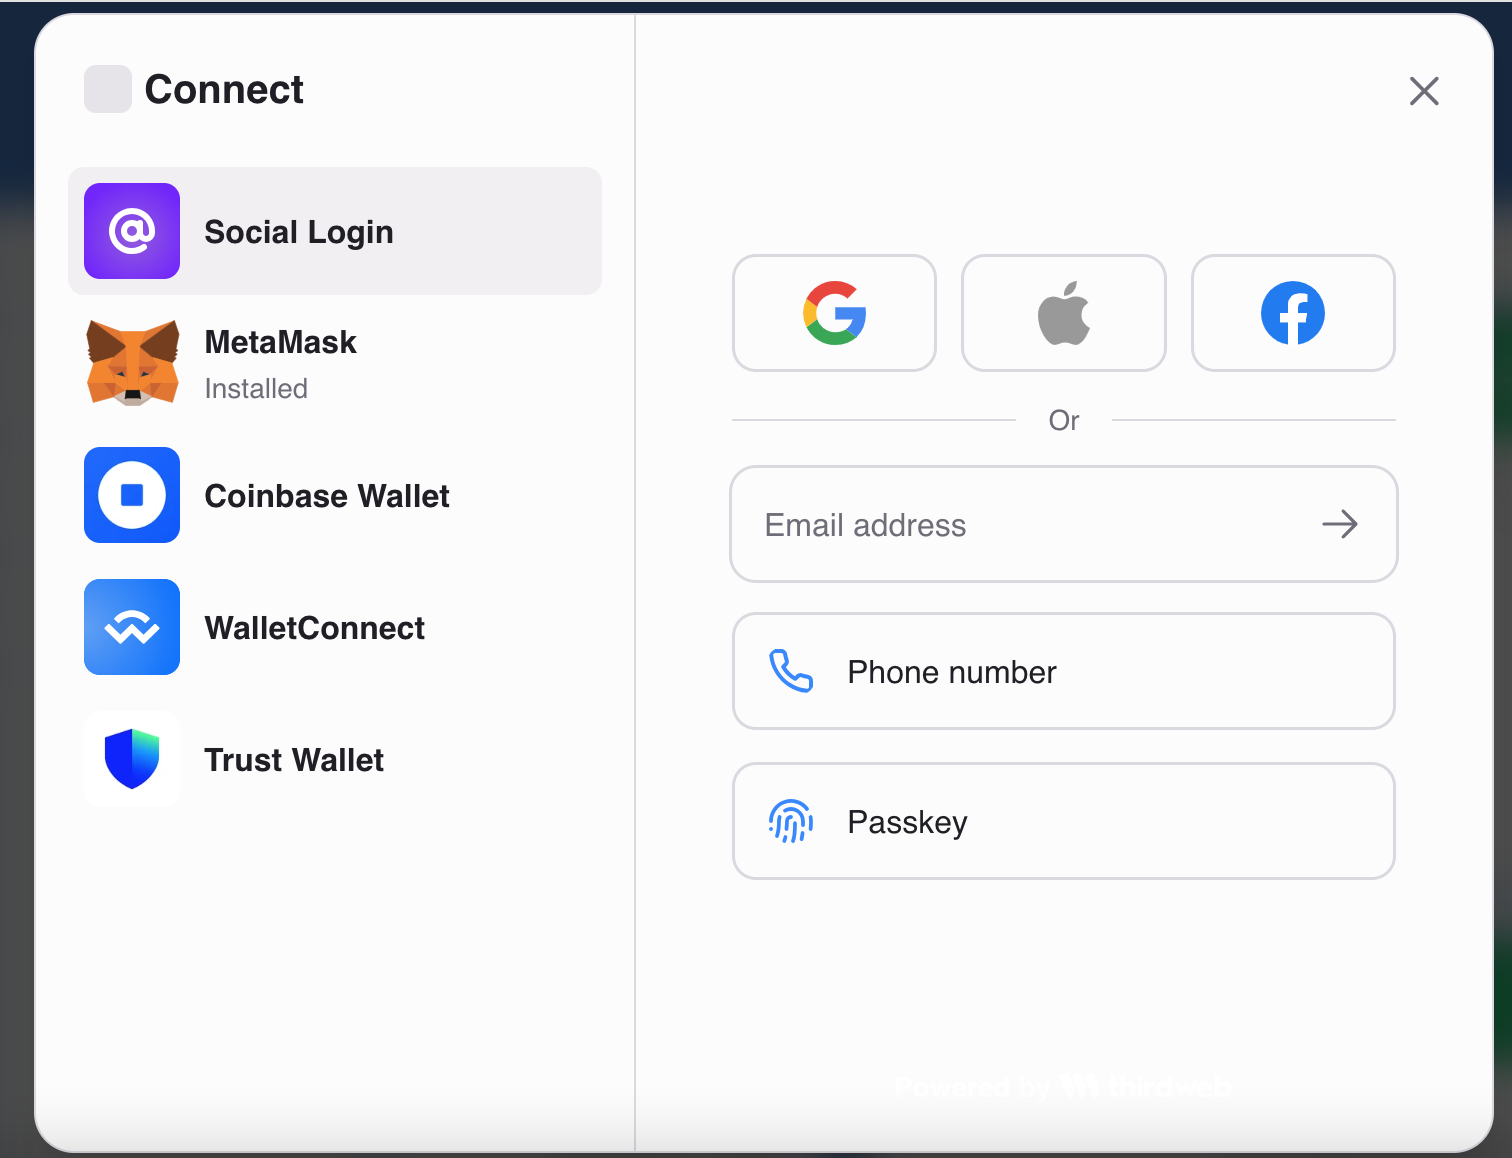 Connect
Social Login
MetaMask
Installed
Coinbase Wallet
WalletConnect
Trust Wallet
Or
Email address
Phone number
Passkey
Powered by thirdweb